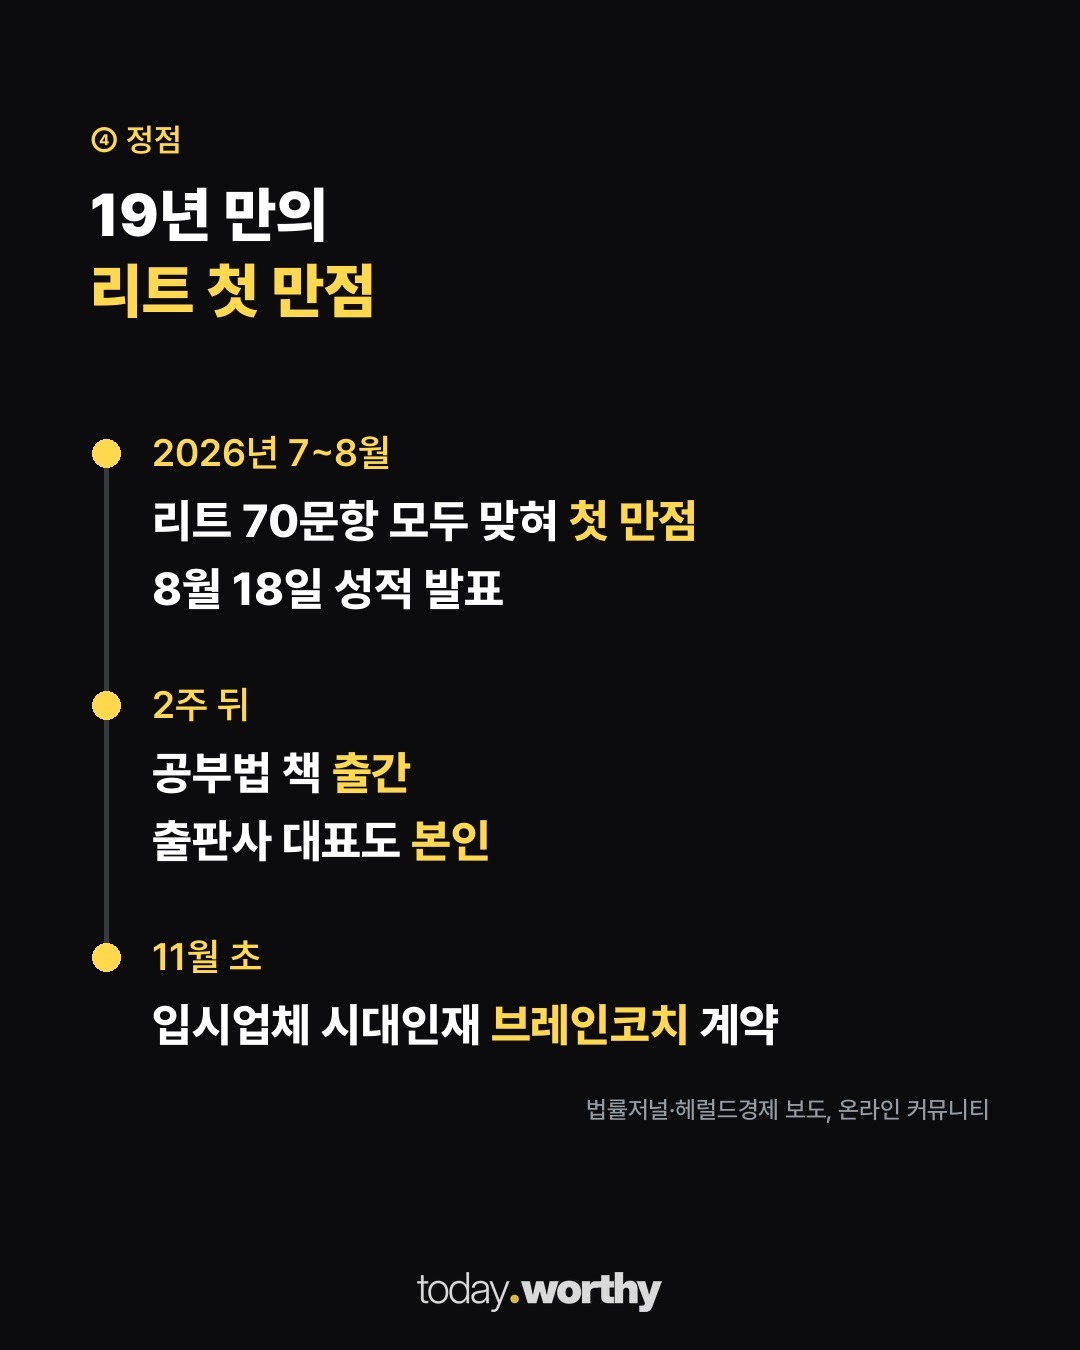 ④ 정점
19년 만의
리트 첫 만점
2026년 7~8월
리트 70문항 모두 맞혀 첫 만점
8월 18일 성적 발표
2주 뒤
공부법 책 출간
출판사 대표도 본인
11월 초
입시업체 시대인재 브레인코치 계약
법률저널·헤럴드경제 보도, 온라인 커뮤니티
today.worthy